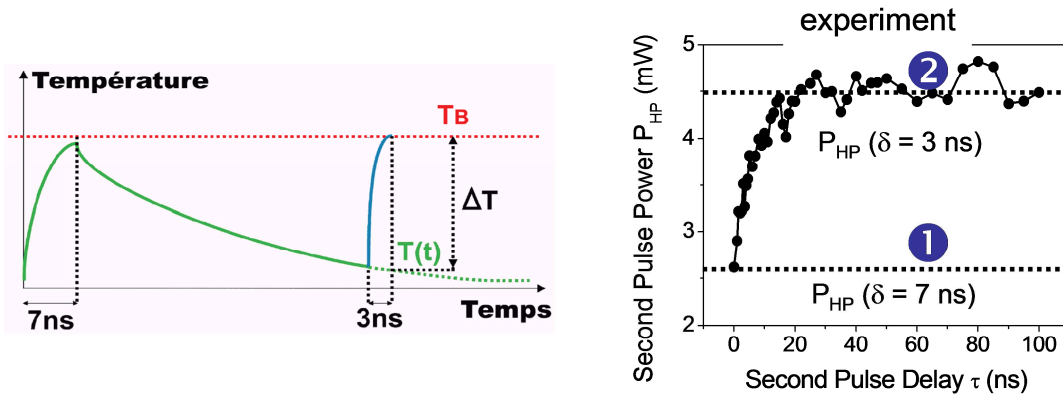 Température
TB
ΔT
T(t)
7ns
3ns
Temps
experiment
Second Pulse Power PHP (mW)
5
4
3
2
2
PHP (δ = 3 ns)
1
PHP (δ = 7 ns)
0 20 40 60 80 100
Second Pulse Delay τ (ns)